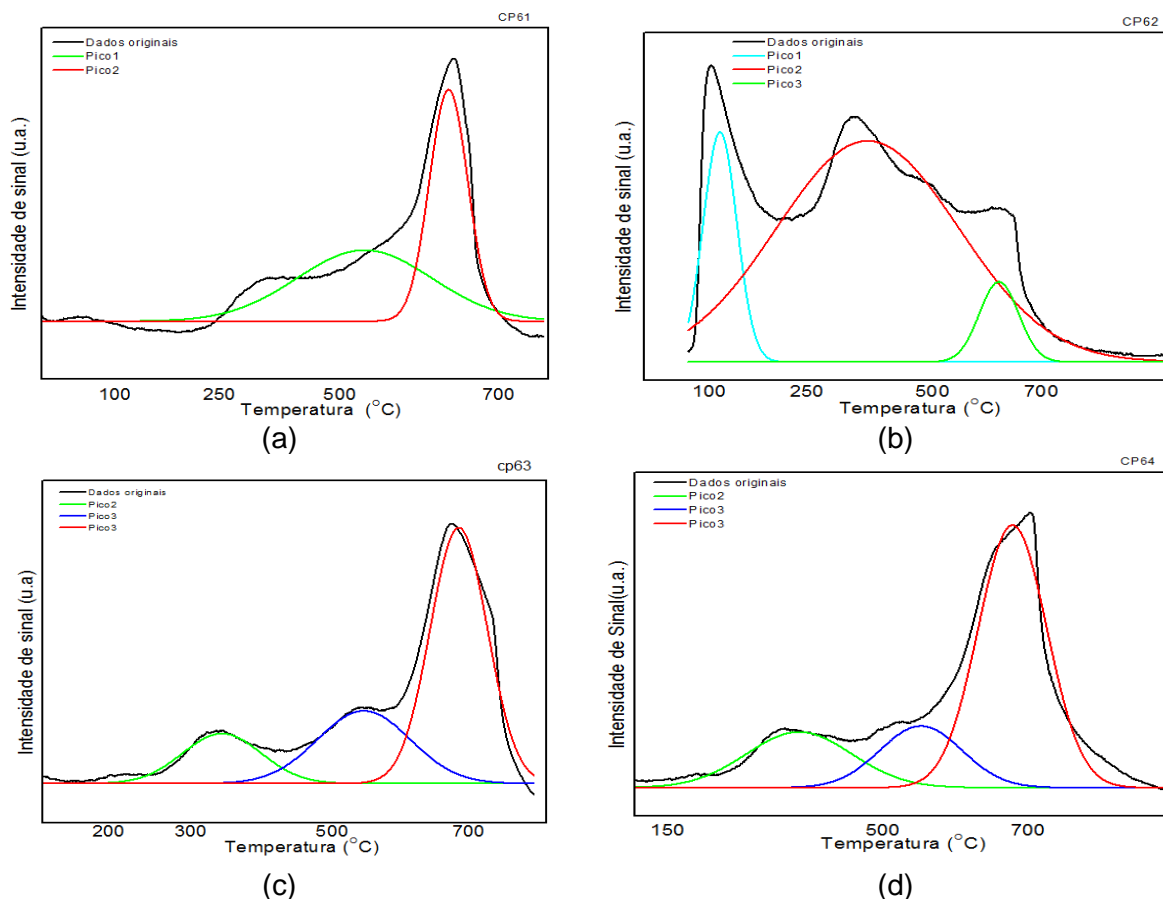 CP61
Dados originais
Pico1
Pico2
Intensidade de sinal (u.a.)
100 250 500 700
Temperatura (°C)
(a)
CP62
Dados originais
Pico1
Pico2
Pico3
Intensidade de sinal (u.a.)
100 250 500 700
Temperatura (°C)
(b)
cp63
Dados originais
Pico2
Pico3
Pico3
Intensidade de sinal (u.a)
200 300 500 700
Temperatura (°C)
(c)
CP64
Dados originais
Pico2
Pico3
Pico3
Intensidade de Sinal(u.a)
150 500 700
Temperatura (°C)
(d)